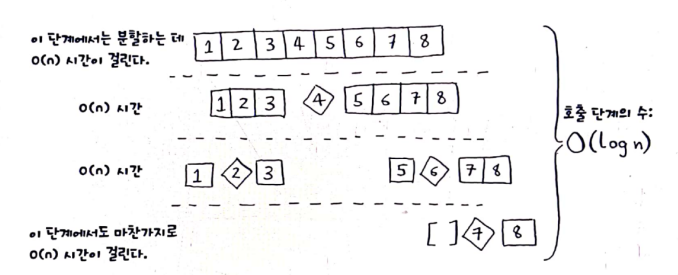 이 단계에서는 분할하는 데
O(n) 시간이 걸린다.
1 2 3 4 5 6 7 8
O(n) 시간
1 2 3 4 5 6 7 8
호출 단계의 수:
O(log n)
O(n) 시간
1 2 3 5 6 7 8
이 단계에서도 마찬가지로
O(n) 시간이 걸린다.
[ ] 7 8